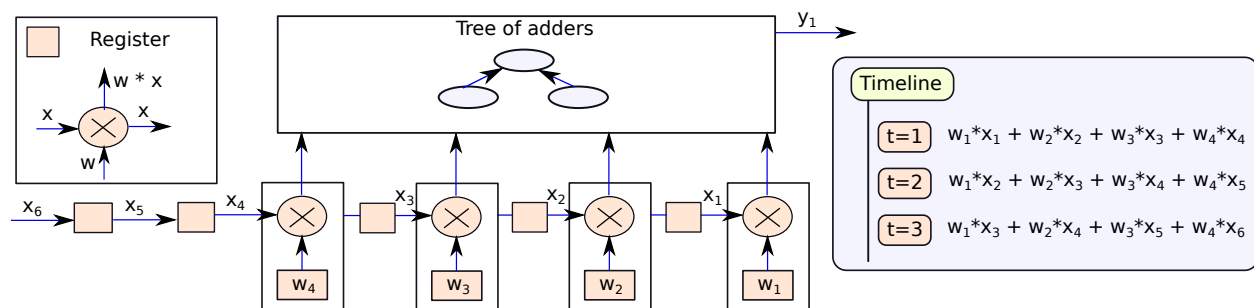 Register
w * x
x
x
w
Tree of adders
y₁
Timeline
t=1 w₁*x₁ + w₂*x₂ + w₃*x₃ + w₄*x₄
t=2 w₁*x₂ + w₂*x₃ + w₃*x₄ + w₄*x₅
t=3 w₁*x₃ + w₂*x₄ + w₃*x₅ + w₄*x₆
x₆ x₅ x₄ x₃ x₂ x₁
w₄ w₃ w₂ w₁